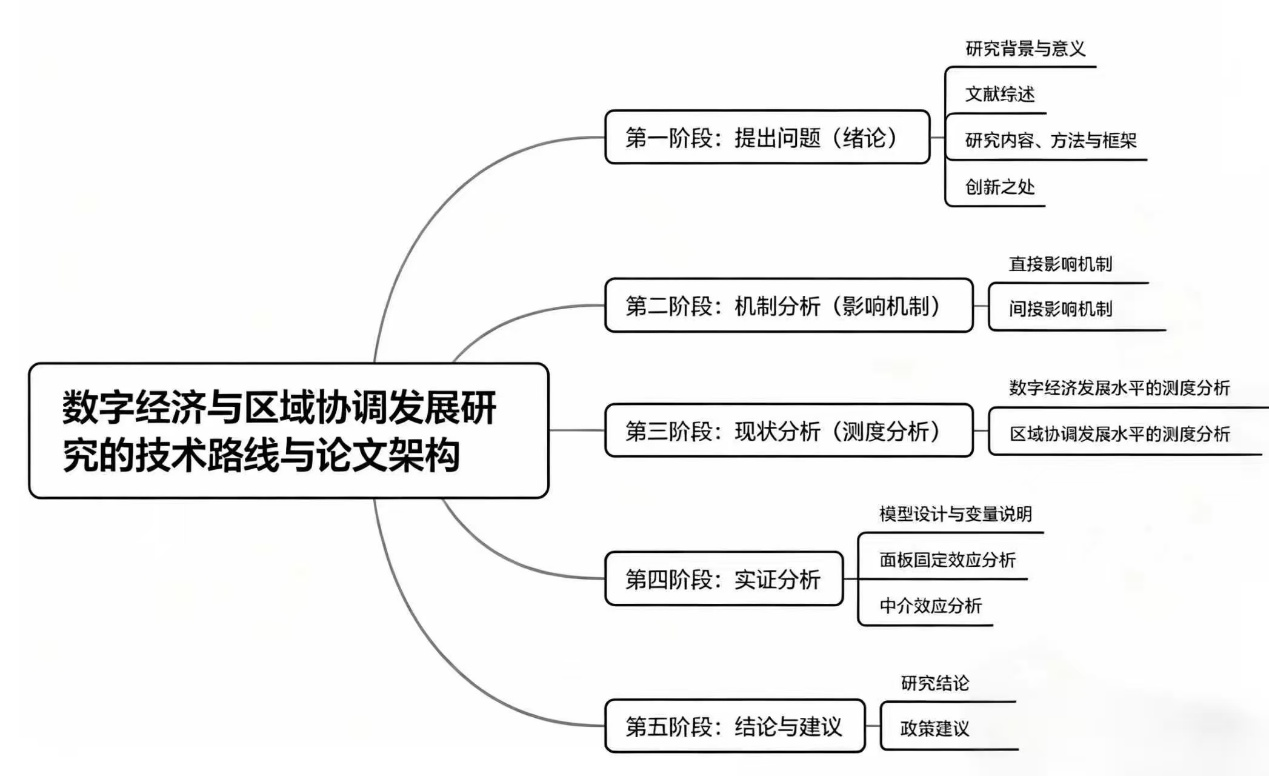 数字经济与区域协调发展研
究的技术路线与论文架构
第一阶段：提出问题（绪论）
研究背景与意义
文献综述
研究内容、方法与框架
创新之处
第二阶段：机制分析（影响机制）
直接影响机制
间接影响机制
第三阶段：现状分析（测度分析）
数字经济发展水平的测度分析
区域协调发展水平的测度分析
第四阶段：实证分析
模型设计与变量说明
面板固定效应分析
中介效应分析
第五阶段：结论与建议
研究结论
政策建议